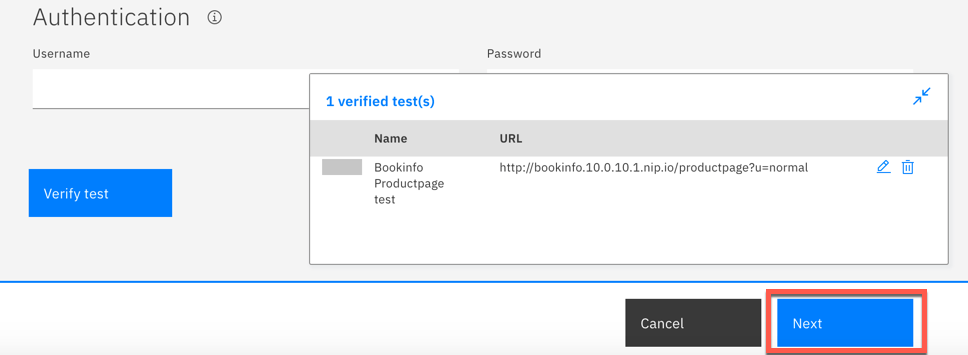 Authentication
Username
Password
1 verified test(s)
Name
URL
Bookinfo
Productpage
test
http://bookinfo.10.0.10.1.nip.io/productpage?u=normal
Verify test
Cancel
Next